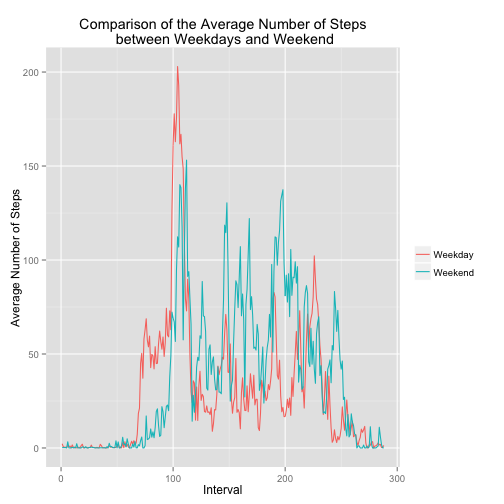 Comparison of the Average Number of Steps
between Weekdays and Weekend
Average Number of Steps
200
150
100
50
0
0
100
200
300
Interval
Weekday
Weekend